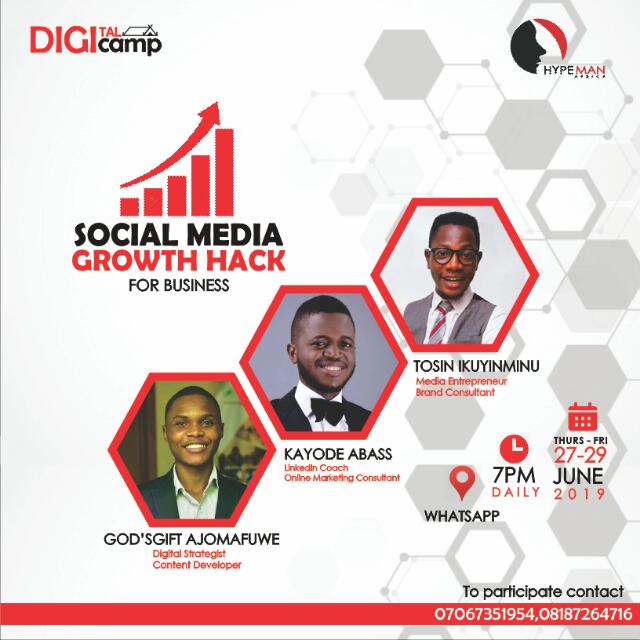 DIGITAL
camp
HYPEMAN
AFRICA
SOCIAL MEDIA
GROWTH HACK
FOR BUSINESS
TOSIN IKUYINMINU
Media Entrepreneur
Brand Consultant
KAYODE ABASS
LinkedIn Coach
Online Marketing Consultant
GOD'SGIFT AJOMAFUWE
Digital Strategist
Content Developer
WHATSAPP
7PM
DAILY
THURS - FRI
27-29
JUNE
2019
To participate contact
07067351954,08187264716